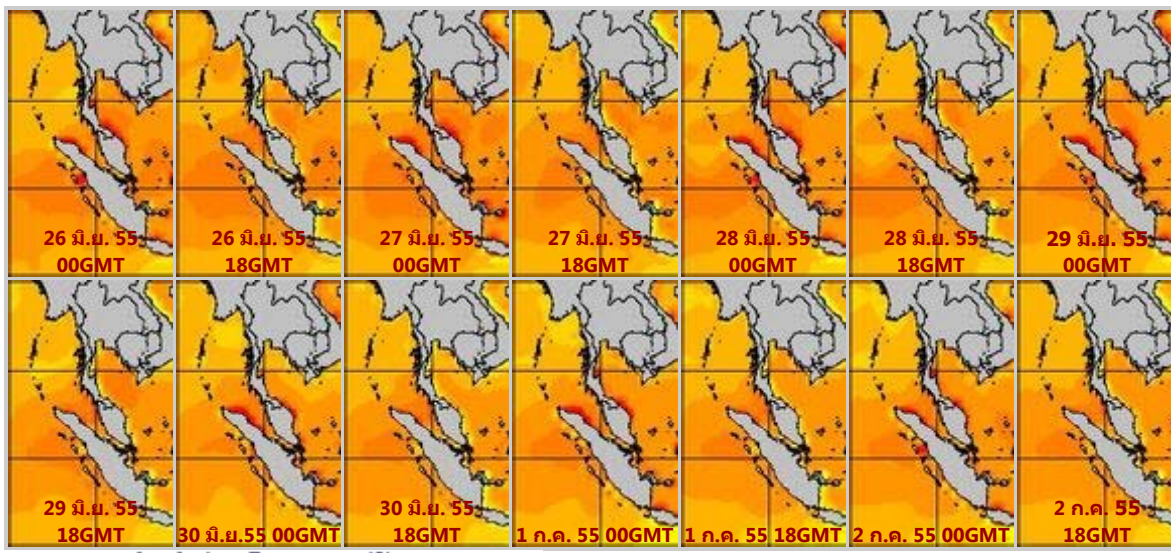 26 มิ.ย. 55
00GMT
26 มิ.ย. 55
18GMT
27 มิ.ย. 55
00GMT
27 มิ.ย. 55
18GMT
28 มิ.ย. 55
00GMT
28 มิ.ย. 55
18GMT
29 มิ.ย. 55
00GMT
29 มิ.ย. 55
18GMT
30 มิ.ย.55 00GMT
30 มิ.ย. 55
18GMT
1 ก.ค. 55 00GMT
1 ก.ค. 55 18GMT
2 ก.ค. 55 00GMT
2 ก.ค. 55
18GMT